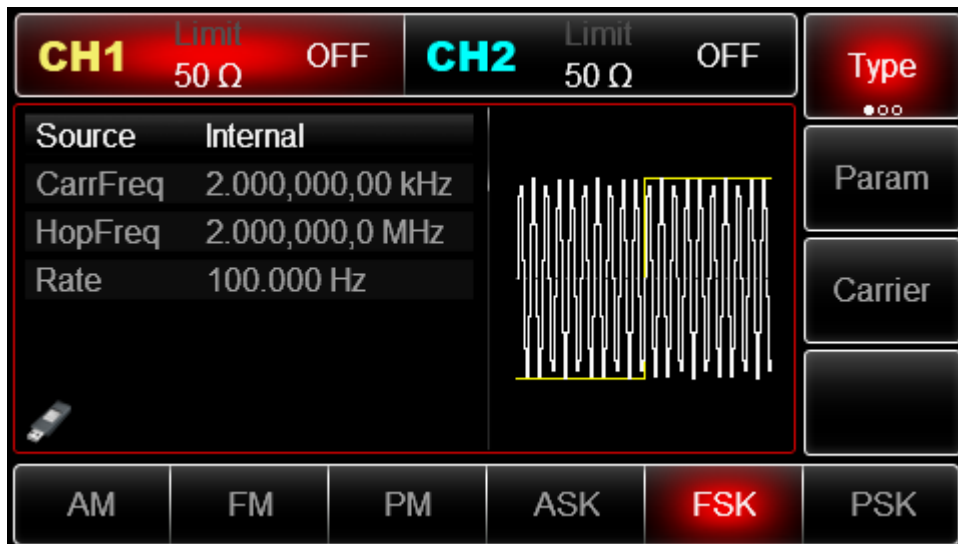 CH1 Limit 50 Ω OFF CH2 Limit 50 Ω OFF
Type
Source Internal
CarrFreq 2.000,000,00 kHz
HopFreq 2.000,000,0 MHz
Rate 100.000 Hz
Param
Carrier
AM FM PM ASK FSK PSK